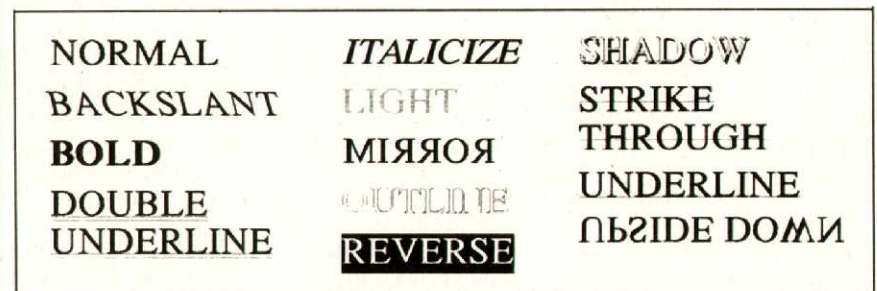 NORMAL
BACKSLANT
BOLD
DOUBLE
UNDERLINE
ITALICIZE
LIGHT
MIRROR
OUTLINE
REVERSE
SHADOW
STRIKE
THROUGH
UNDERLINE
UPSIDE DOWN